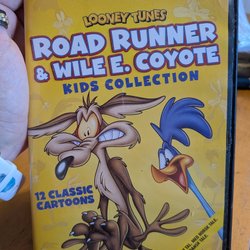 LOONEY TUNES
ROAD RUNNER
& WILE E. COYOTE
KIDS COLLECTION
12 CLASSIC
CARTOONS